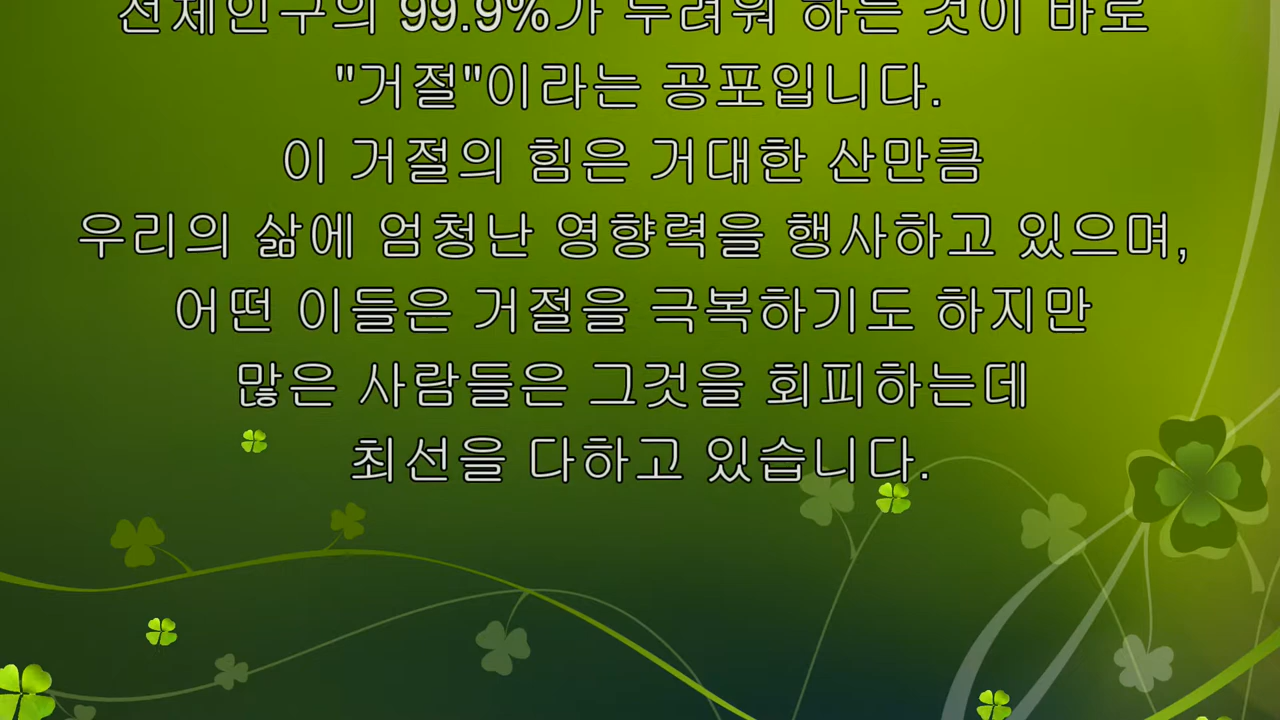 전체인구의 99.9%가 두려워 하는 것이 바로
"거절"이라는 공포입니다.
이 거절의 힘은 거대한 산만큼
우리의 삶에 엄청난 영향력을 행사하고 있으며,
어떤 이들은 거절을 극복하기도 하지만
많은 사람들은 그것을 회피하는데
최선을 다하고 있습니다.